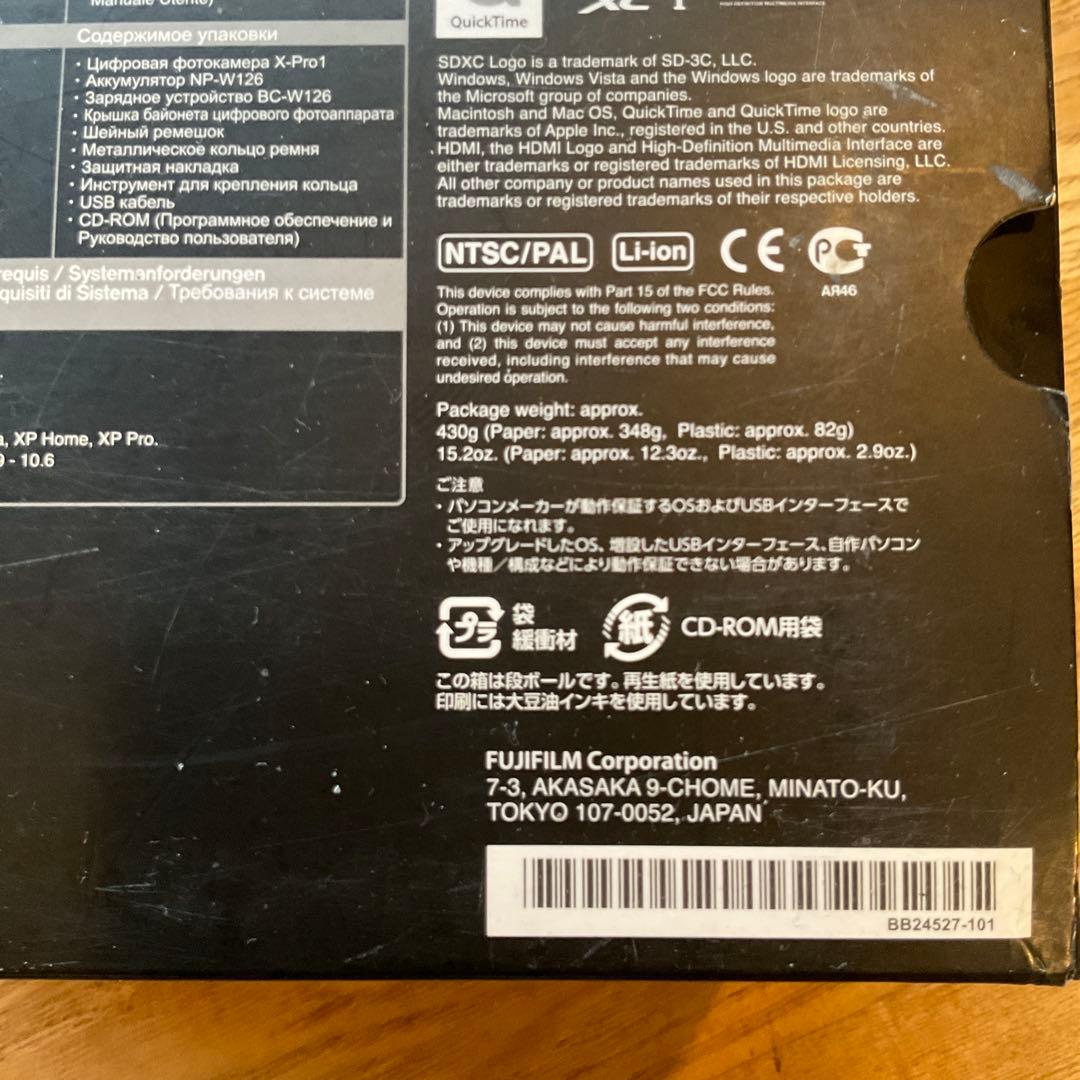 Manuale Utente)
Содержимое упаковки
· Цифровая фотокамера X-Pro1
· Аккумулятор NP-W126
· Зарядное устройство BC-W126
· Крышка байонета цифрового фотоаппарата
· Шейный ремешок
· Металлическое кольцо ремня
· Защитная накладка
· Инструмент для крепления кольца
· USB кабель
· CD-ROM (Программное обеспечение и
Руководство пользователя)
requis / Systemanforderungen
quisiti di Sistema / Требования к системе
a, XP Home, XP Pro.
9 - 10.6
QuickTime
SDXC Logo is a trademark of SD-3C, LLC.
Windows, Windows Vista and the Windows logo are trademarks of
the Microsoft group of companies.
Macintosh and Mac OS, QuickTime and QuickTime logo are
trademarks of Apple Inc., registered in the U.S. and other countries.
HDMI, the HDMI Logo and High-Definition Multimedia Interface are
either trademarks or registered trademarks of HDMI Licensing, LLC.
All other company or product names used in this package are
trademarks or registered trademarks of their respective holders.
NTSC/PAL Li-ion CE
АЯ46
This device complies with Part 15 of the FCC Rules.
Operation is subject to the following two conditions:
(1) This device may not cause harmful interference,
and (2) this device must accept any interference
received, including interference that may cause
undesired operation.
Package weight: approx.
430g (Paper: approx. 348g, Plastic: approx. 82g)
15.2oz. (Paper: approx. 12.3oz., Plastic: approx. 2.9oz.)
ご注意
・パソコンメーカーが動作保証するOSおよびUSBインターフェースで
ご使用になれます。
・アップグレードしたOS、増設したUSBインターフェース、自作パソコン
や機種／構成などにより動作保証できない場合があります。
プラ 袋 緩衝材 紙 CD-ROM用袋
この箱は段ボールです。再生紙を使用しています。
印刷には大豆油インキを使用しています。
FUJIFILM Corporation
7-3, AKASAKA 9-CHOME, MINATO-KU,
TOKYO 107-0052, JAPAN
BB24527-101